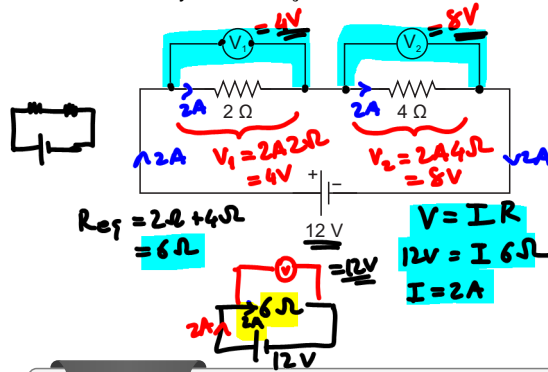 = 4V
= 8V
V₁
V₂
2A
2 Ω
2A
4 Ω
2A
V₁ = 2A 2Ω
= 4V
V₂ = 2A 4Ω
= 8V
2A
+ −
12 V
Req = 2Ω + 4Ω
= 6Ω
V = I R
12V = I 6Ω
I = 2A
V
= 12V
6Ω
2A
2A
12V